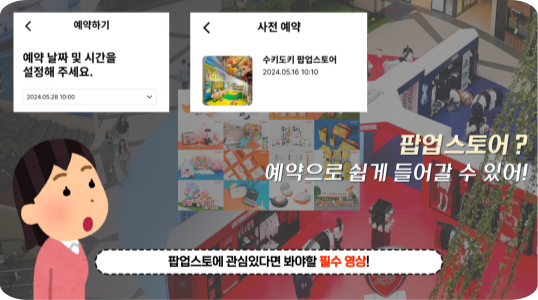 예약하기
예약 날짜 및 시간을
설정해 주세요.
2024.05.28 10:00
사전 예약
수키도키 팝업스토어
2024.05.16 10:10
팝업스토어 ?
예약으로 쉽게 들어갈 수 있어!
팝업스토에 관심있다면 봐야할 필수 영상!